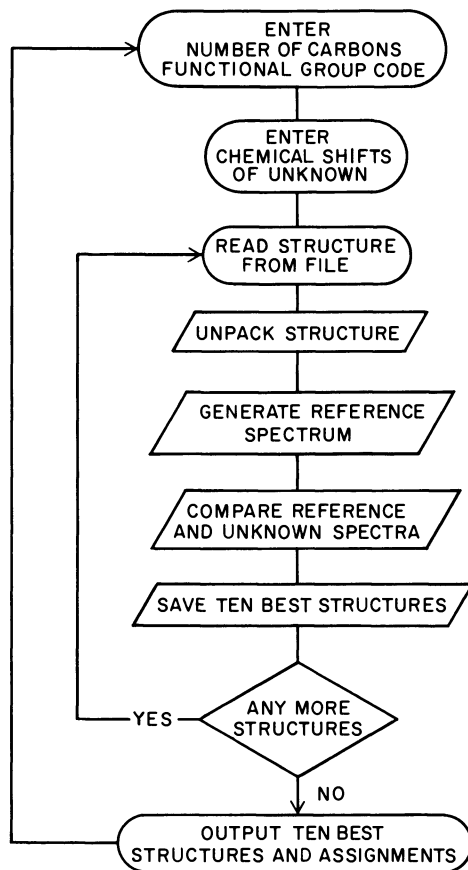 ENTER
NUMBER OF CARBONS
FUNCTIONAL GROUP CODE
ENTER
CHEMICAL SHIFTS
OF UNKNOWN
READ STRUCTURE
FROM FILE
UNPACK STRUCTURE
GENERATE REFERENCE
SPECTRUM
COMPARE REFERENCE
AND UNKNOWN SPECTRA
SAVE TEN BEST STRUCTURES
ANY MORE
STRUCTURES
YES
NO
OUTPUT TEN BEST
STRUCTURES AND ASSIGNMENTS